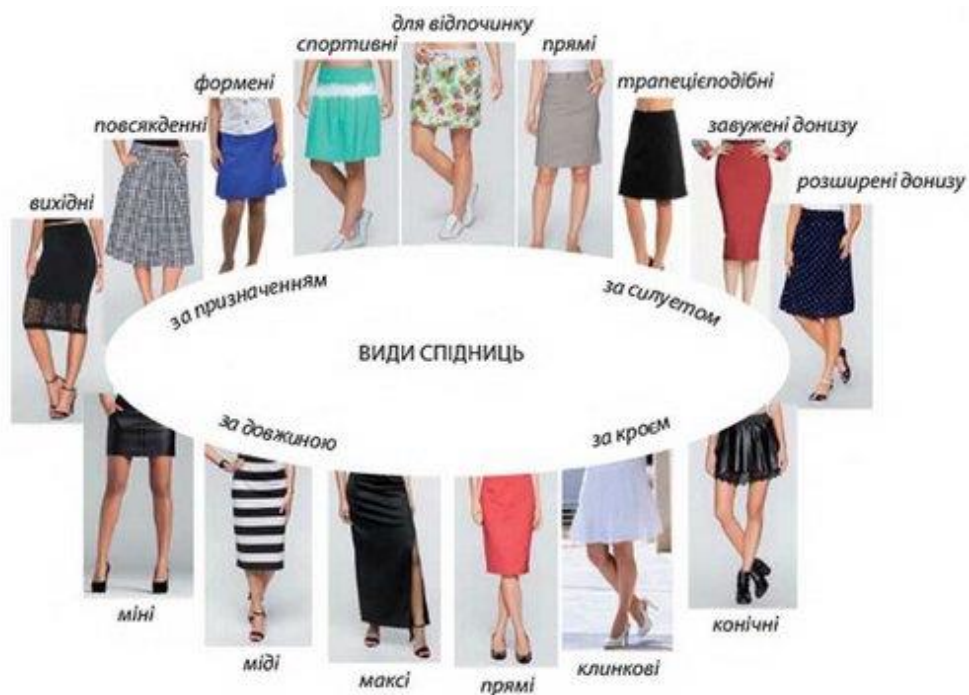 для відпочинку
спортивні
прямі
формені
трапецієподібні
повсякденні
завужені донизу
вихідні
розширені донизу
за призначенням
за силуетом
ВИДИ СПІДНИЦЬ
за довжиною
за кроєм
міні
міді
максі
прямі
клинкові
конічні